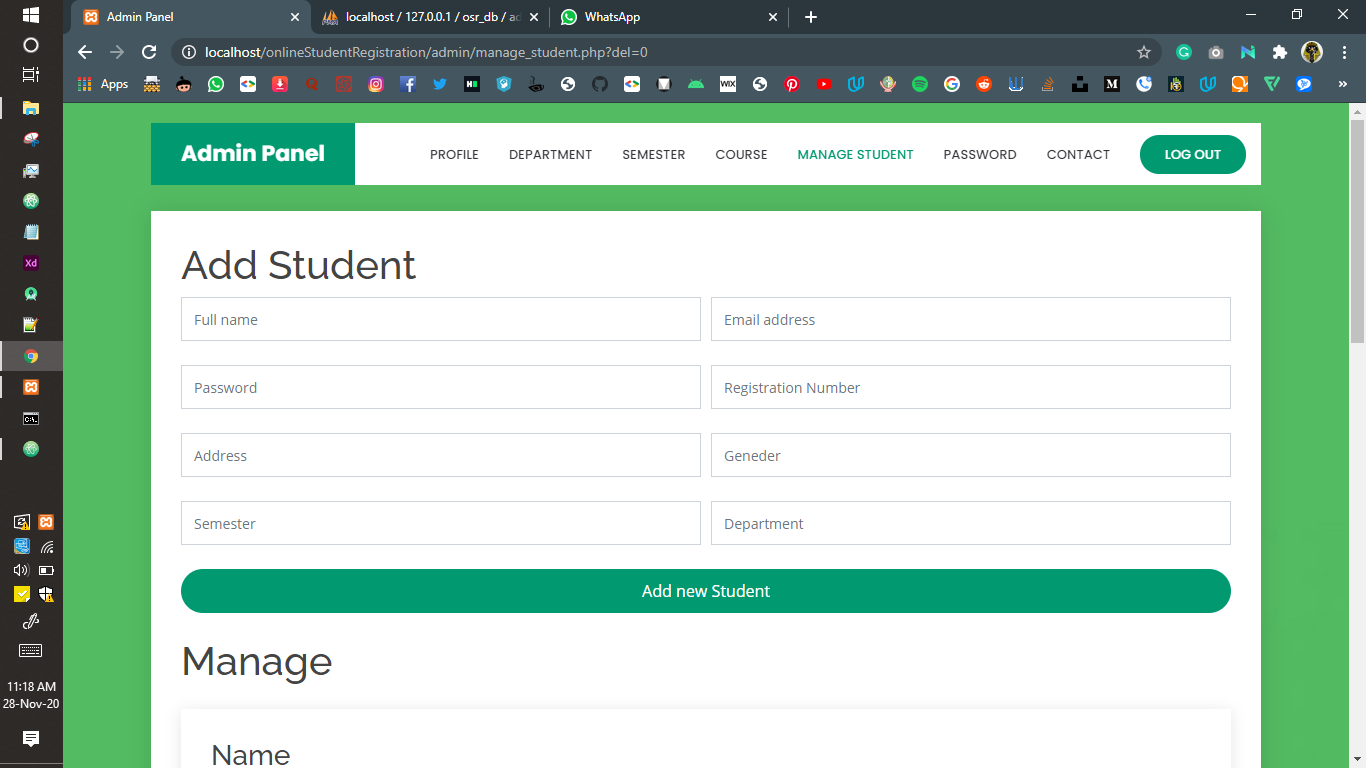 Admin Panel
localhost / 127.0.0.1 / osr_db / ad
WhatsApp
localhost/onlineStudentRegistration/admin/manage_student.php?del=0
Apps
Admin Panel
PROFILE
DEPARTMENT
SEMESTER
COURSE
MANAGE STUDENT
PASSWORD
CONTACT
LOG OUT
Add Student
Full name
Email address
Password
Registration Number
Address
Geneder
Semester
Department
Add new Student
Manage
Name
11:18 AM
28-Nov-20